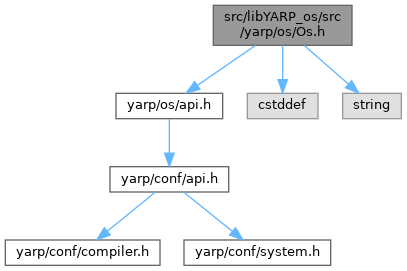 src/libYARP_os/src
/yarp/os/Os.h
yarp/os/api.h
cstddef
string
yarp/conf/api.h
yarp/conf/compiler.h
yarp/conf/system.h